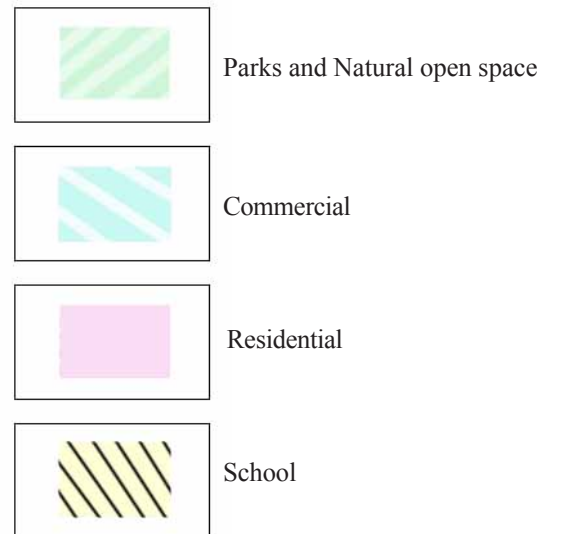 Parks and Natural open space
Commercial
Residential
School